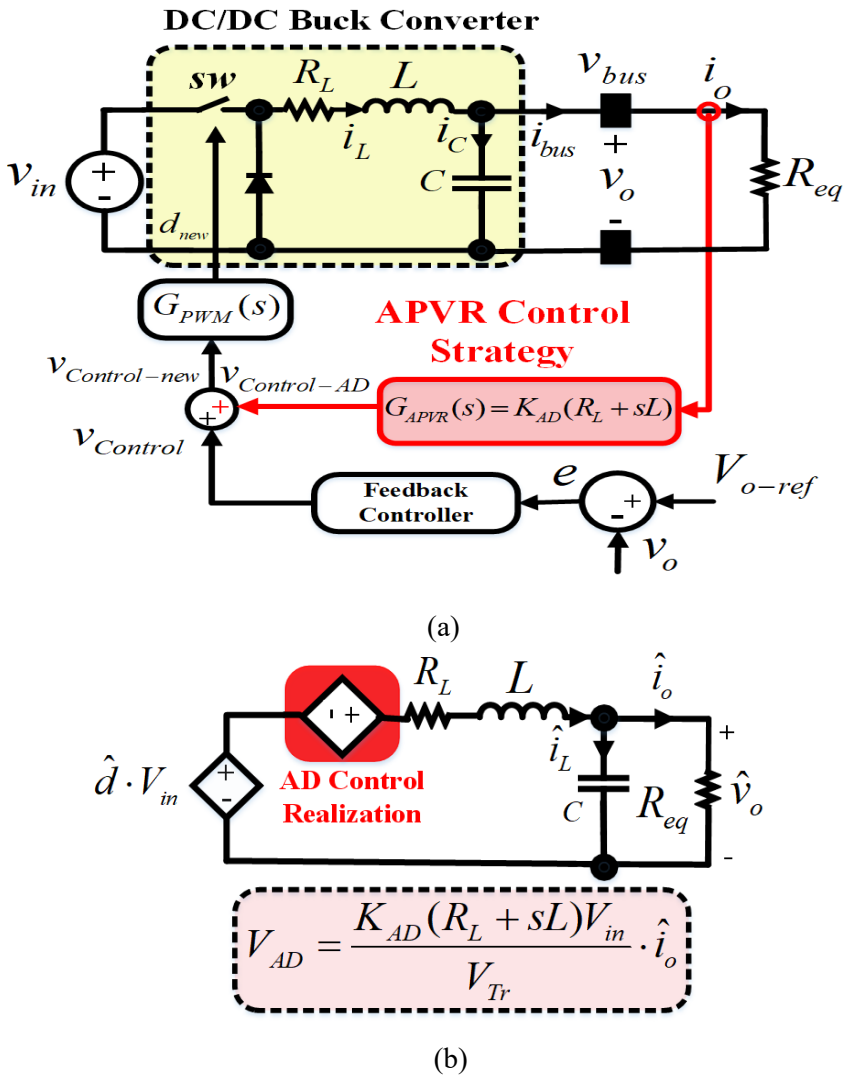 DC/DC Buck Converter
sw
R_L
L
v_bus
i_o
i_L
i_C
i_bus
+
-
v_in
C
+
v_o
-
R_eq
d_new
G_PWM(s)
APVR Control
Strategy
v_Control-new
v_Control-AD
+
+
G_APVR(s)=K_AD(R_L+sL)
v_Control
Feedback
Controller
e
+
-
V_o-ref
v_o
(a)
R_L
L
î_o
- +
î_L
+
d̂·V_in
+
-
AD Control
Realization
C
R_eq
v̂_o
-
V_AD = K_AD(R_L + sL)V_in / V_Tr · î_o
(b)